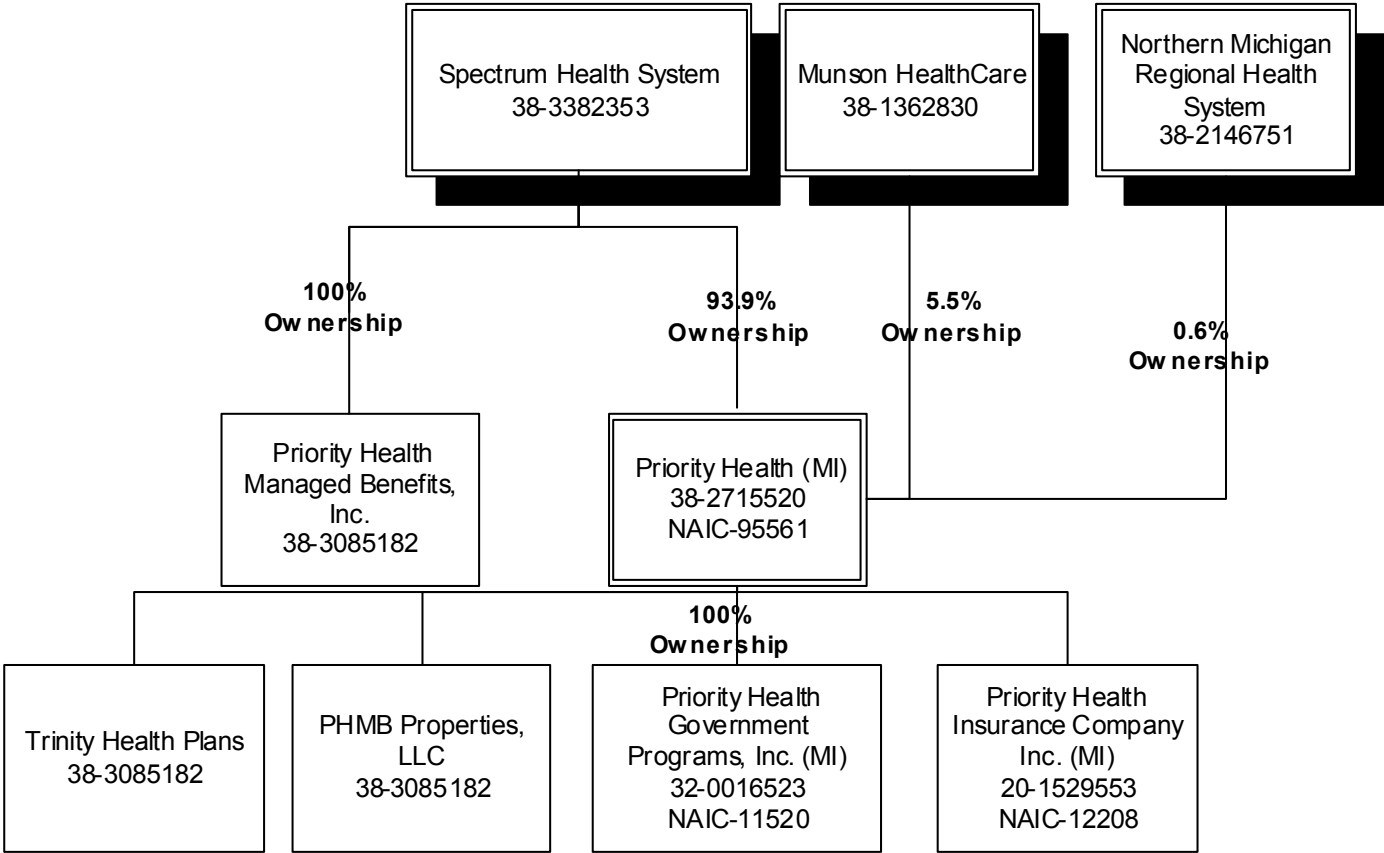 Spectrum Health System
38-3382353
Munson HealthCare
38-1362830
Northern Michigan
Regional Health
System
38-2146751
100%
Ownership
93.9%
Ownership
5.5%
Ownership
0.6%
Ownership
Priority Health
Managed Benefits,
Inc.
38-3085182
Priority Health (MI)
38-2715520
NAIC-95561
100%
Ownership
Trinity Health Plans
38-3085182
PHMB Properties,
LLC
38-3085182
Priority Health
Government
Programs, Inc. (MI)
32-0016523
NAIC-11520
Priority Health
Insurance Company
Inc. (MI)
20-1529553
NAIC-12208